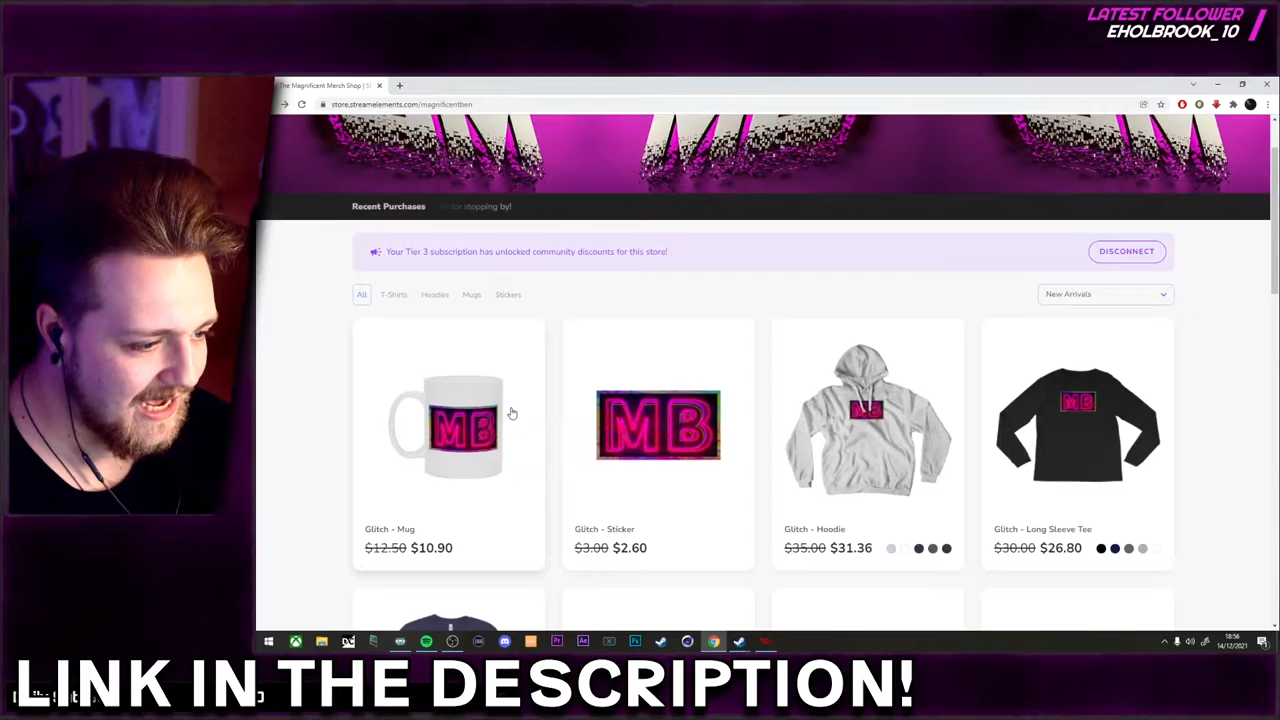 LATEST FOLLOWER
EHOLBROOK_10
The Magnificent Merch Shop | S
store.streamelements.com/magnificentben
Recent Purchases for stopping by!
Your Tier 3 subscription has unlocked community discounts for this store!
DISCONNECT
All T-Shirts Hoodies Mugs Stickers
New Arrivals
MB
MB
MB
MB
Glitch - Mug
$12.50 $10.90
Glitch - Sticker
$3.00 $2.60
Glitch - Hoodie
$35.00 $31.36
Glitch - Long Sleeve Tee
$30.00 $26.80
18:56
14/12/2021
LINK IN THE DESCRIPTION!